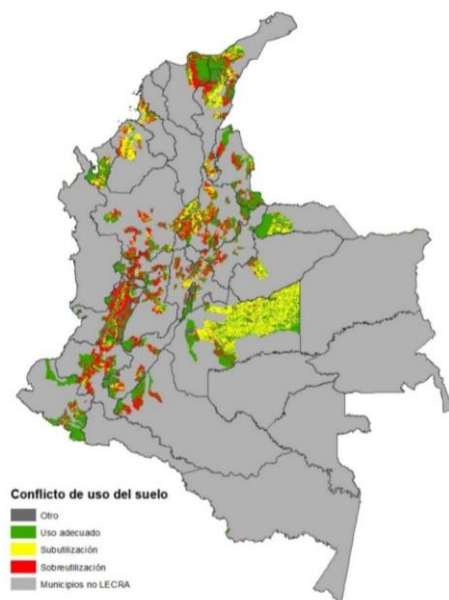 Conflicto de uso del suelo
Otro
Uso adecuado
Subutilización
Sobreutilización
Municipios no LECRA